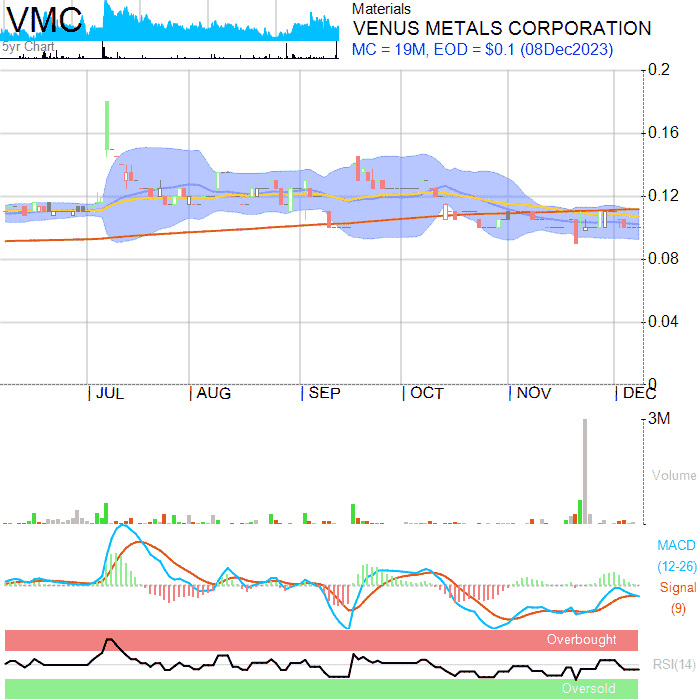 VMC
5yr Chart
Materials
VENUS METALS CORPORATION
MC = 19M, EOD = $0.1 (08Dec2023)
0.2
0.16
0.12
0.08
0.04
0
JUL AUG SEP OCT NOV DEC
3M
Volume
MACD
(12-26)
Signal
(9)
Overbought
RSI(14)
Oversold